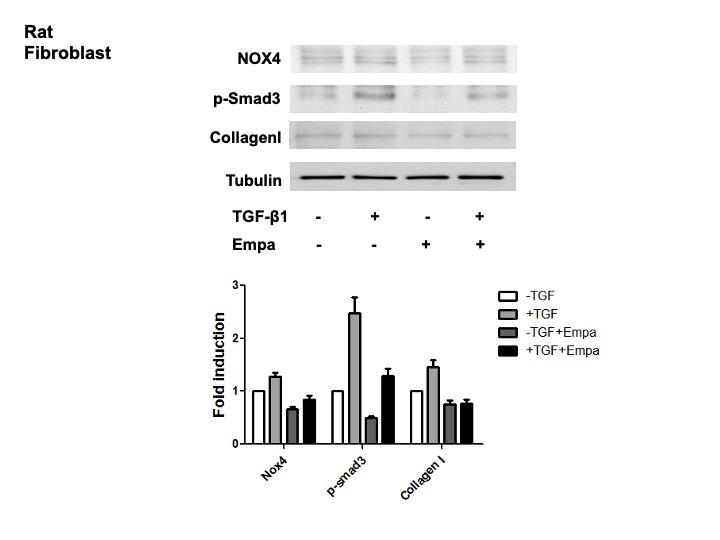 Rat
Fibroblast
NOX4
p-Smad3
CollagenI
Tubulin
TGF-β1 - + - +
Empa - - + +
3
2
1
0
Fold induction
Nox4
p-smad3
Collagen I
-TGF
+TGF
-TGF+Empa
+TGF+Empa